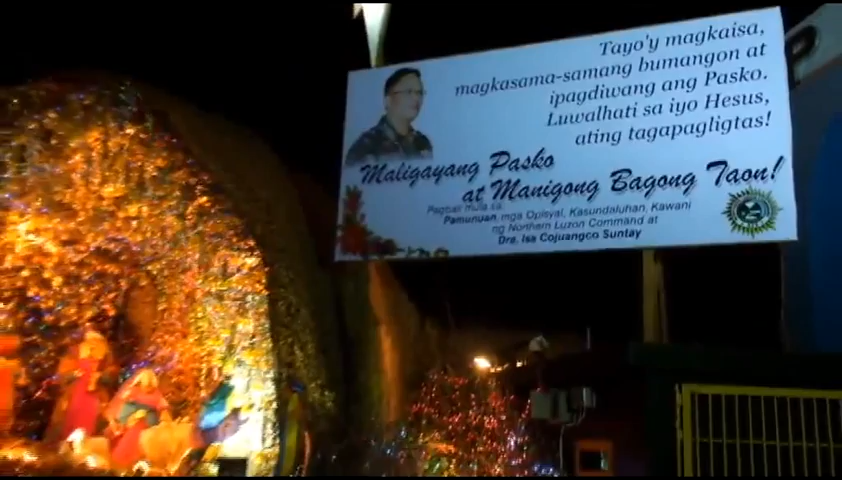 Tayo'y magkaisa,
magkasama-samang bumangon at
ipagdiwang ang Pasko.
Luwalhati sa iyo Hesus,
ating tagapagligtas!
Maligayang Pasko
at Manigong Bagong Taon!
Pagbati mula sa
Pamunuan, mga Opisyal, Kasundaluhan at Kawani
ng Northern Luzon Command
Dra. Isa Cojuangco Suntay